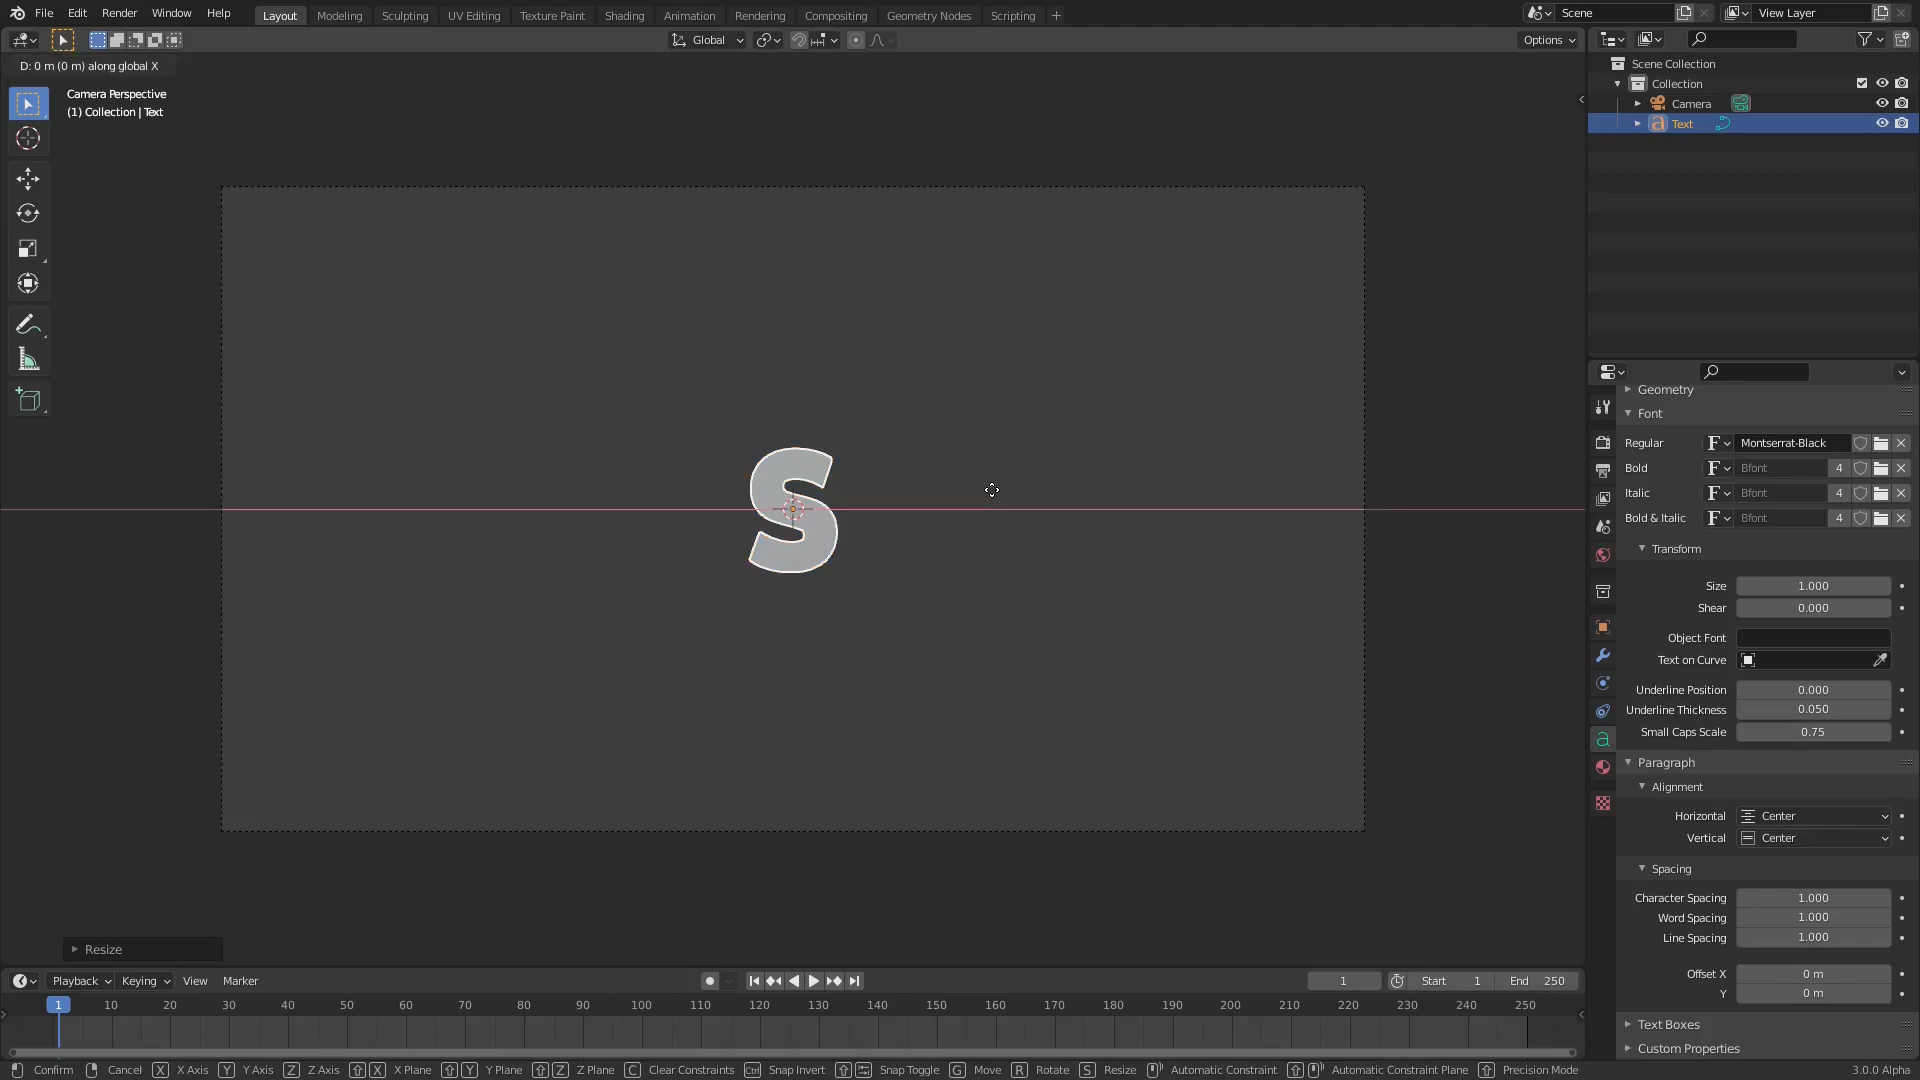 File Edit Render Window Help Layout Modeling Sculpting UV Editing Texture Paint Shading Animation Rendering Compositing Geometry Nodes Scripting + Scene View Layer
Global Options
D: 0 m (0 m) along global X
Camera Perspective
(1) Collection | Text
S
Resize
Scene Collection
Collection
Camera
Text
Geometry
Font
Regular F Montserrat-Black
Bold F Bfont 4
Italic F Bfont 4
Bold & Italic F Bfont 4
Transform
Size 1.000
Shear 0.000
Object Font
Text on Curve
Underline Position 0.000
Underline Thickness 0.050
Small Caps Scale 0.75
Paragraph
Alignment
Horizontal Center
Vertical Center
Spacing
Character Spacing 1.000
Word Spacing 1.000
Line Spacing 1.000
Offset X 0 m
Y 0 m
Text Boxes
Custom Properties
Playback Keying View Marker 1 Start 1 End 250
1 10 20 30 40 50 60 70 80 90 100 110 120 130 140 150 160 170 180 190 200 210 220 230 240 250
Confirm Cancel X X Axis Y Y Axis Z Z Axis X X Plane Y Y Plane Z Z Plane C Clear Constraints Ctrl Snap Invert Snap Toggle G Move R Rotate S Resize Automatic Constraint Automatic Constraint Plane Precision Mode 3.0.0 Alpha